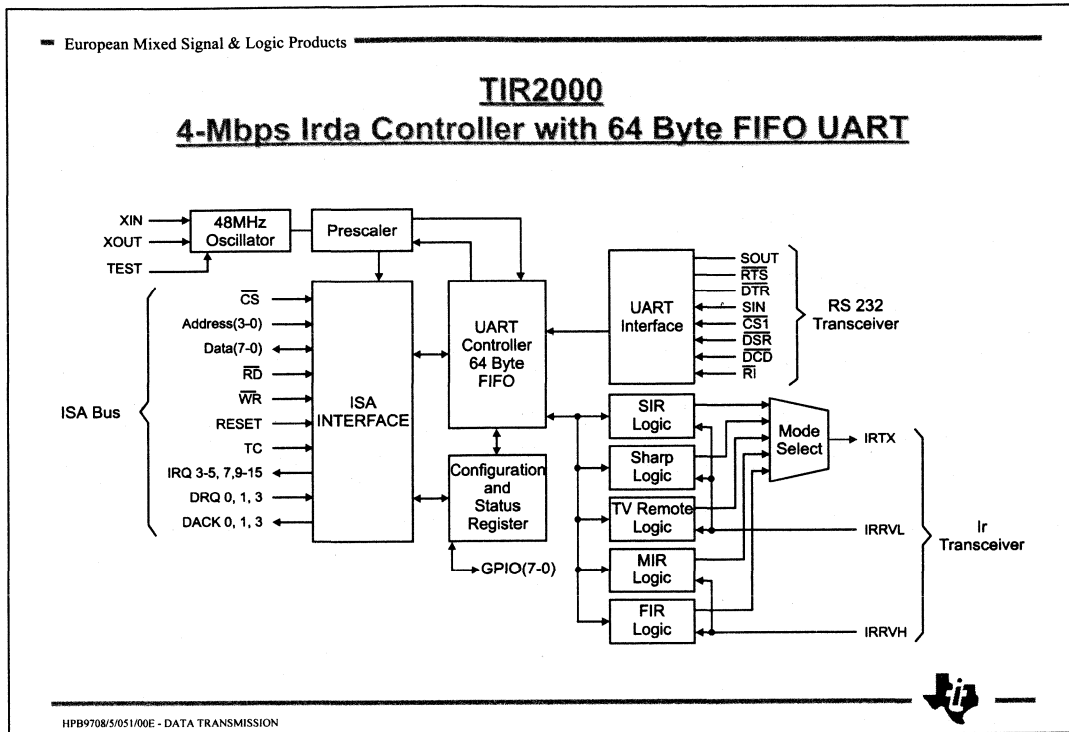 European Mixed Signal & Logic Products
TIR2000
4-Mbps Irda Controller with 64 Byte FIFO UART
XIN
XOUT
TEST
48MHz
Oscillator
Prescaler
ISA Bus
CS
Address(3-0)
Data(7-0)
RD
WR
RESET
TC
IRQ 3-5, 7,9-15
DRQ 0, 1, 3
DACK 0, 1, 3
ISA
INTERFACE
UART
Controller
64 Byte
FIFO
Configuration
and
Status
Register
GPIO(7-0)
UART
Interface
SOUT
RTS
DTR
SIN
CS1
DSR
DCD
RI
RS 232
Transceiver
SIR
Logic
Sharp
Logic
TV Remote
Logic
MIR
Logic
FIR
Logic
Mode
Select
IRTX
IRRVL
IRRVH
Ir
Transceiver
ti
HPB9708/5/051/00E - DATA TRANSMISSION